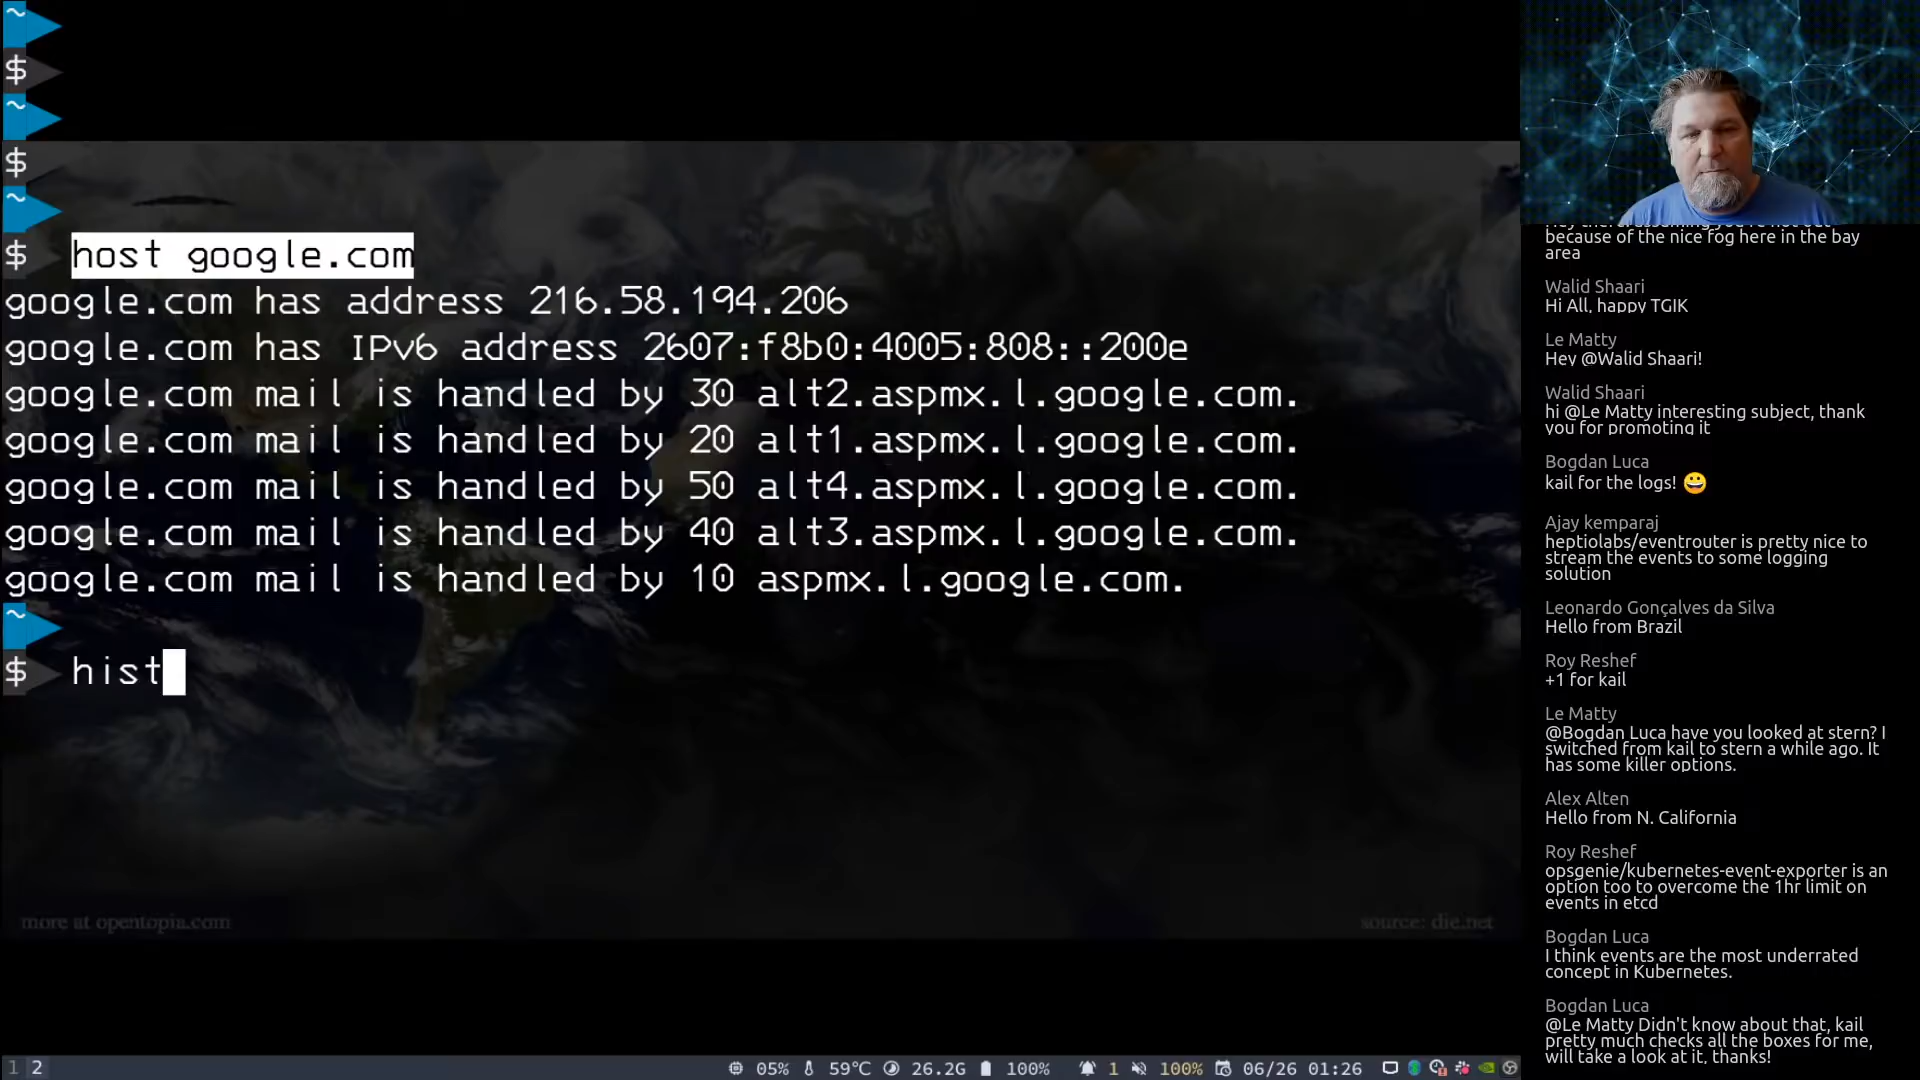 ~
$
~
$
~
$ host google.com
google.com has address 216.58.194.206
google.com has IPv6 address 2607:f8b0:4005:808::200e
google.com mail is handled by 30 alt2.aspmx.l.google.com.
google.com mail is handled by 20 alt1.aspmx.l.google.com.
google.com mail is handled by 50 alt4.aspmx.l.google.com.
google.com mail is handled by 40 alt3.aspmx.l.google.com.
google.com mail is handled by 10 aspmx.l.google.com.
~
$ hist
more at opentopia.com
source: die.net
1 2
05% 59°C 26.2G 100% 1 100% 06/26 01:26
because of the nice fog here in the bay
area
Walid Shaari
Hi All, happy TGIK
Le Matty
Hey @Walid Shaari!
Walid Shaari
hi @Le Matty interesting subject, thank
you for promoting it
Bogdan Luca
kail for the logs! 😀
Ajay kemparaj
heptiolabs/eventrouter is pretty nice to
stream the events to some logging
solution
Leonardo Gonçalves da Silva
Hello from Brazil
Roy Reshef
+1 for kail
Le Matty
@Bogdan Luca have you looked at stern? I
switched from kail to stern a while ago. It
has some killer options.
Alex Alten
Hello from N. California
Roy Reshef
opsgenie/kubernetes-event-exporter is an
option too to overcome the 1hr limit on
events in etcd
Bogdan Luca
I think events are the most underrated
concept in Kubernetes.
Bogdan Luca
@Le Matty Didn't know about that, kail
pretty much checks all the boxes for me,
will take a look at it, thanks!